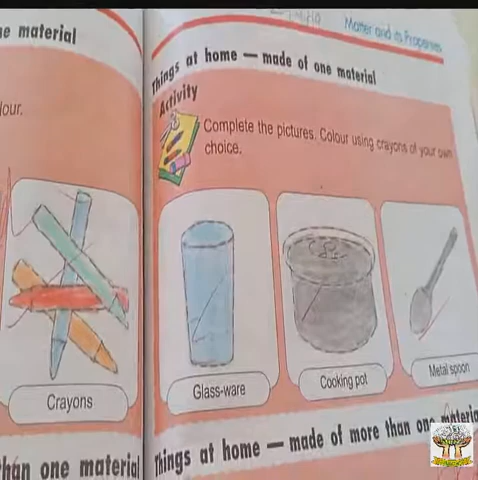 ne material
lour.
Crayons
han one material
Matter and its Properties
Things at home — made of one material
Activity
Complete the pictures. Colour using crayons of your own
choice.
Glass-ware
Cooking pot
Metal spoon
Things at home — made of more than one materia